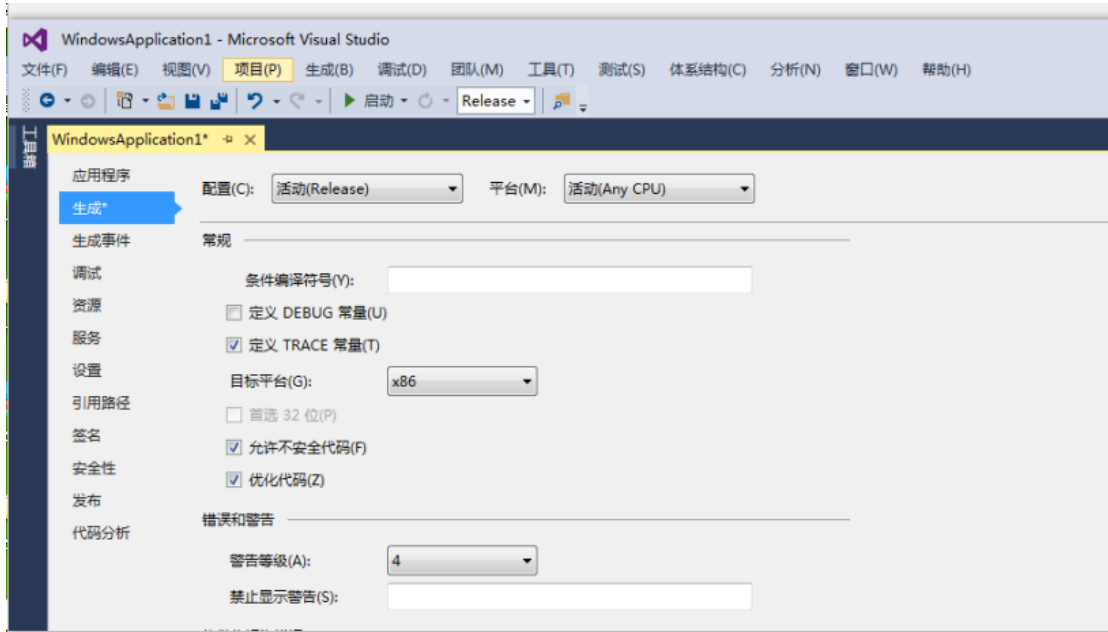 WindowsApplication1 - Microsoft Visual Studio
文件(F) 编辑(E) 视图(V) 项目(P) 生成(B) 调试(D) 团队(M) 工具(T) 测试(S) 体系结构(C) 分析(N) 窗口(W) 帮助(H)
启动 Release
工具箱
WindowsApplication1*
应用程序
生成*
生成事件
调试
资源
服务
设置
引用路径
签名
安全性
发布
代码分析
配置(C): 活动(Release) 平台(M): 活动(Any CPU)
常规
条件编译符号(Y):
定义 DEBUG 常量(U)
定义 TRACE 常量(T)
目标平台(G): x86
首选 32 位(P)
允许不安全代码(F)
优化代码(Z)
错误和警告
警告等级(A): 4
禁止显示警告(S):